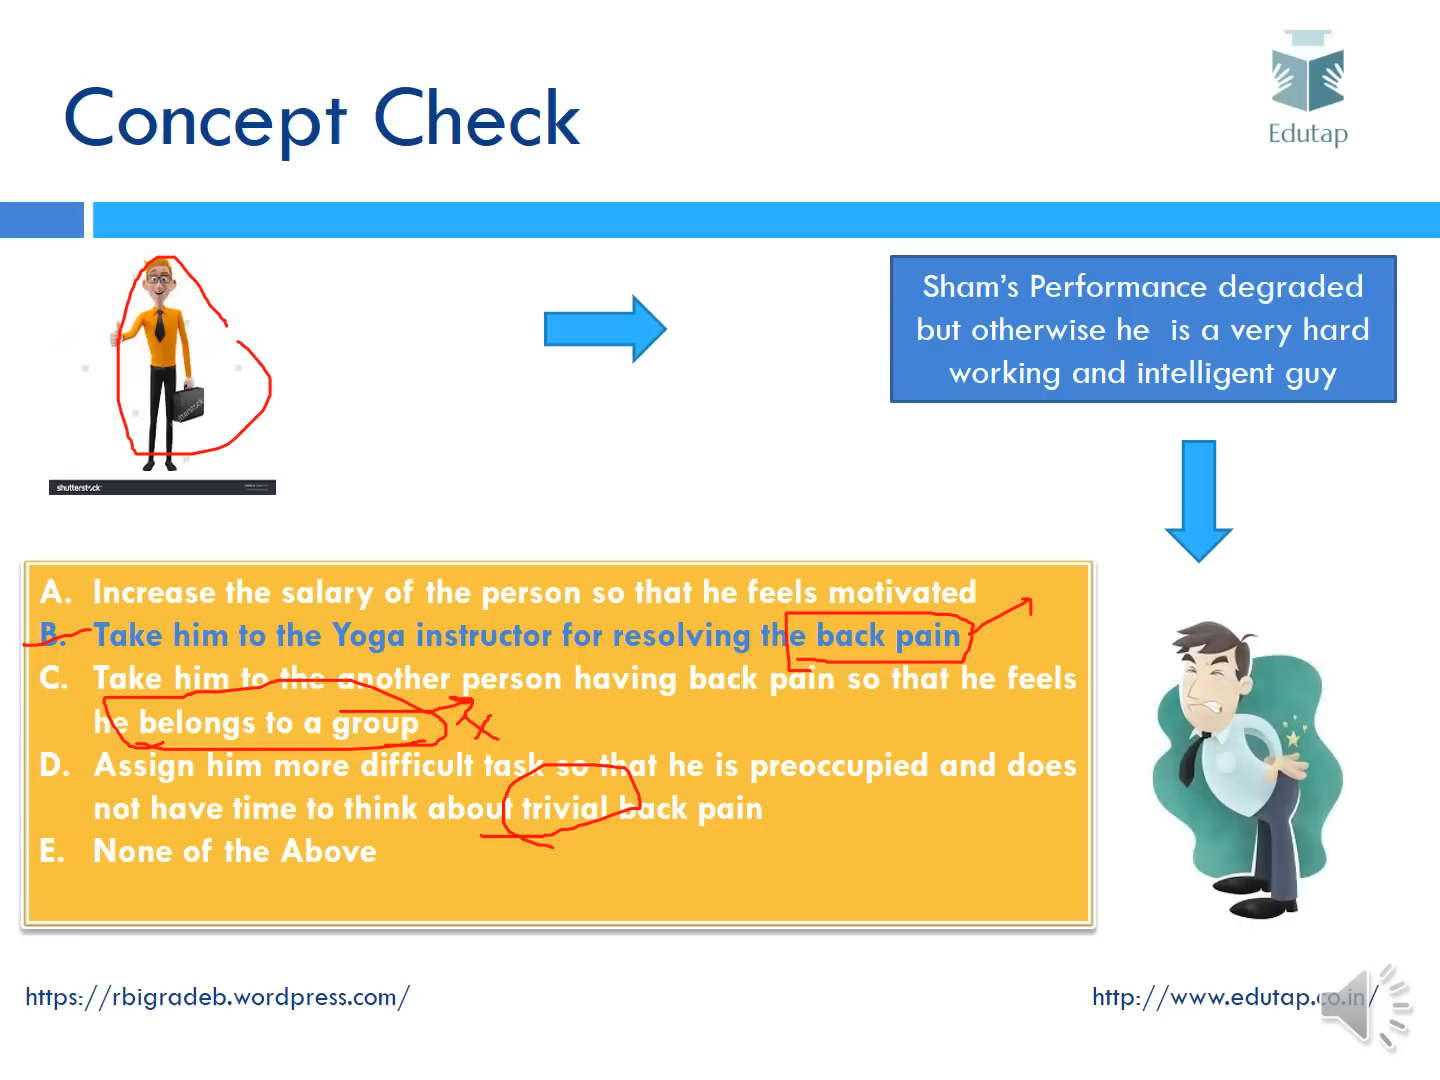 Concept Check
Edutap
Sham's Performance degraded
but otherwise he is a very hard
working and intelligent guy
shutterstock
A. Increase the salary of the person so that he feels motivated
B. Take him to the Yoga instructor for resolving the back pain
C. Take him to the another person having back pain so that he feels
he belongs to a group
D. Assign him more difficult task so that he is preoccupied and does
not have time to think about trivial back pain
E. None of the Above
https://rbigradeb.wordpress.com/
http://www.edutap.co.in/